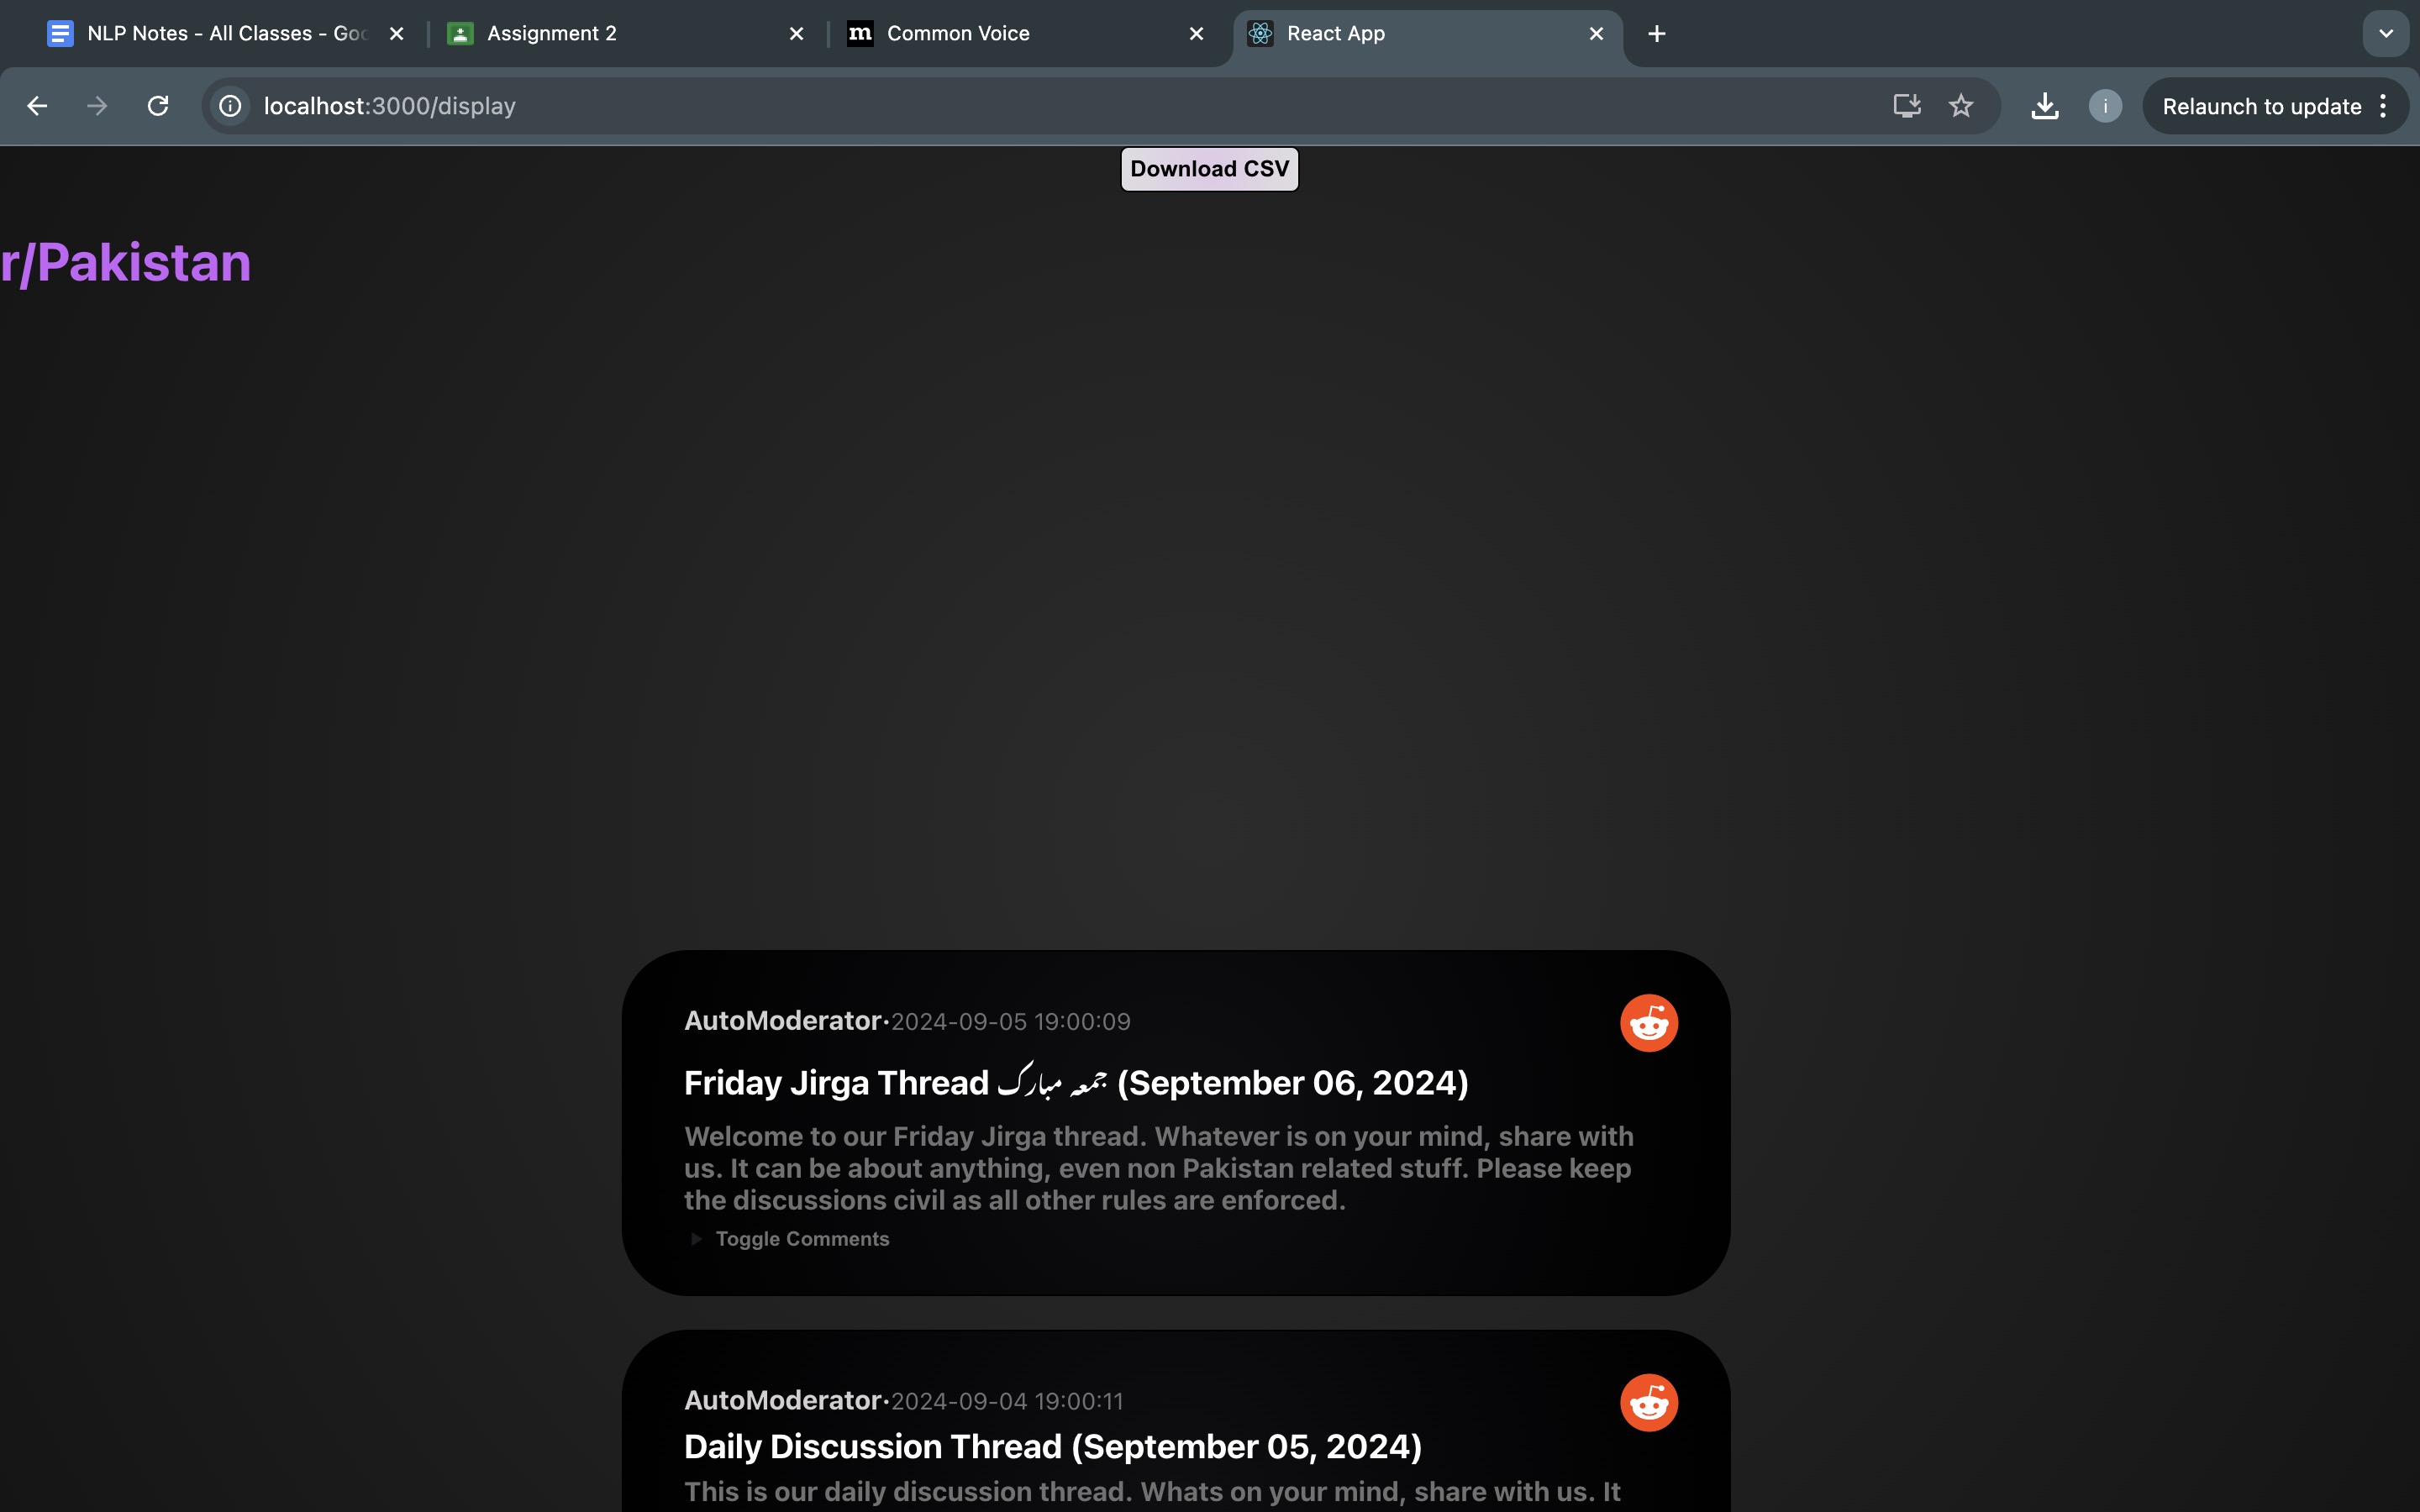 NLP Notes - All Classes - Goo
Assignment 2
Common Voice
React App
localhost:3000/display
Relaunch to update
Download CSV
r/Pakistan
AutoModerator·2024-09-05 19:00:09
Friday Jirga Thread جمعہ مبارک (September 06, 2024)
Welcome to our Friday Jirga thread. Whatever is on your mind, share with
us. It can be about anything, even non Pakistan related stuff. Please keep
the discussions civil as all other rules are enforced.
Toggle Comments
AutoModerator·2024-09-04 19:00:11
Daily Discussion Thread (September 05, 2024)
This is our daily discussion thread. Whats on your mind, share with us. It